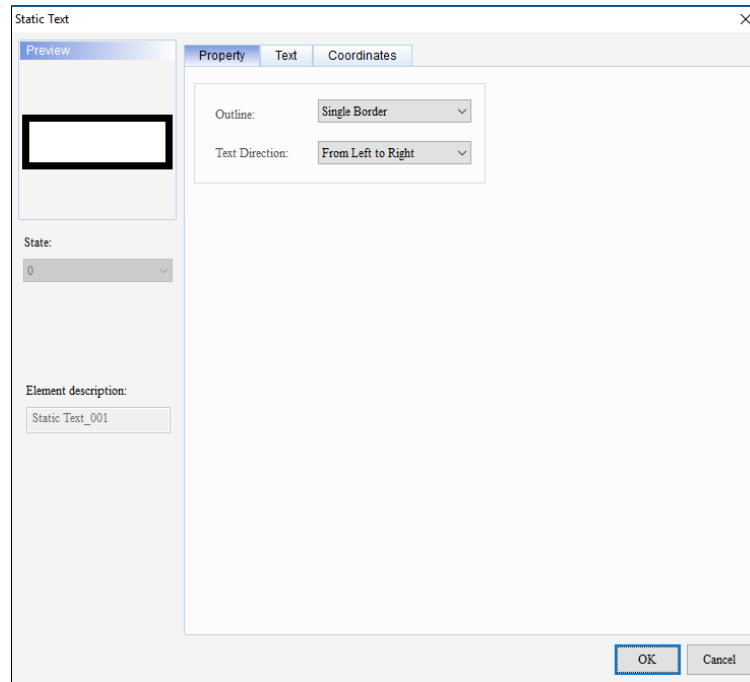 Static Text
Preview
Property Text Coordinates
Outline: Single Border
Text Direction: From Left to Right
State:
0
Element description:
Static Text_001
OK Cancel